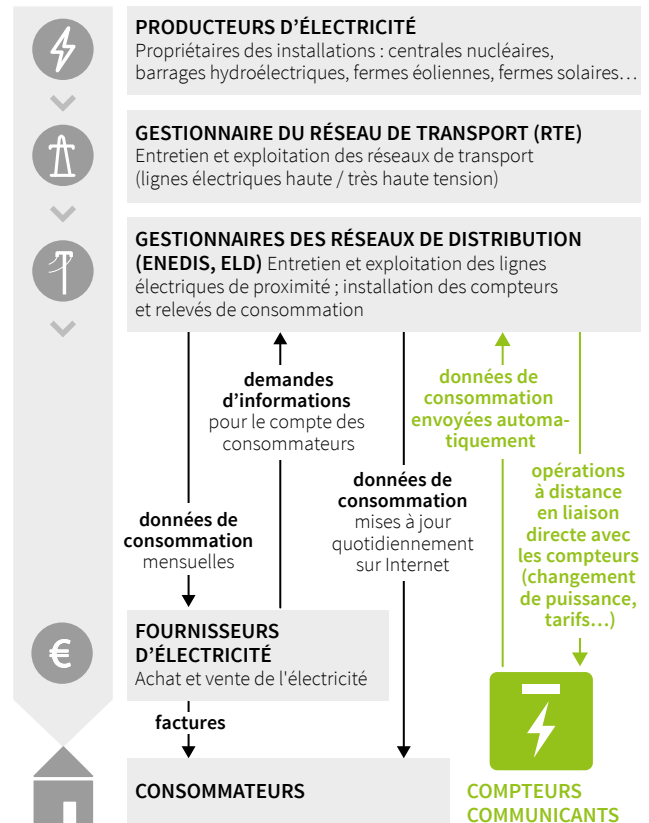 PRODUCTEURS D’ÉLECTRICITÉ
Propriétaires des installations : centrales nucléaires,
barrages hydroélectriques, fermes éoliennes, fermes solaires…
GESTIONNAIRE DU RÉSEAU DE TRANSPORT (RTE)
Entretien et exploitation des réseaux de transport
(lignes électriques haute / très haute tension)
GESTIONNAIRES DES RÉSEAUX DE DISTRIBUTION
(ENEDIS, ELD) Entretien et exploitation des lignes
électriques de proximité ; installation des compteurs
et relevés de consommation
données de
consommation
mensuelles
demandes
d’informations
pour le compte des
consommateurs
données de
consommation
mises à jour
quotidiennement
sur Internet
données de
consommation
envoyées automa-
tiquement
opérations
à distance
en liaison
directe avec
les compteurs
(changement
de puissance,
tarifs…)
€
FOURNISSEURS
D’ÉLECTRICITÉ
Achat et vente de l'électricité
factures
CONSOMMATEURS
COMPTEURS
COMMUNICANTS